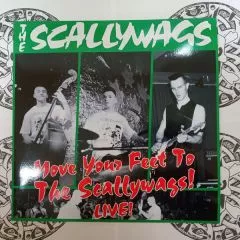 THE SCALLYWAGS
Move Your Feet To
The Scallywags!
LIVE!